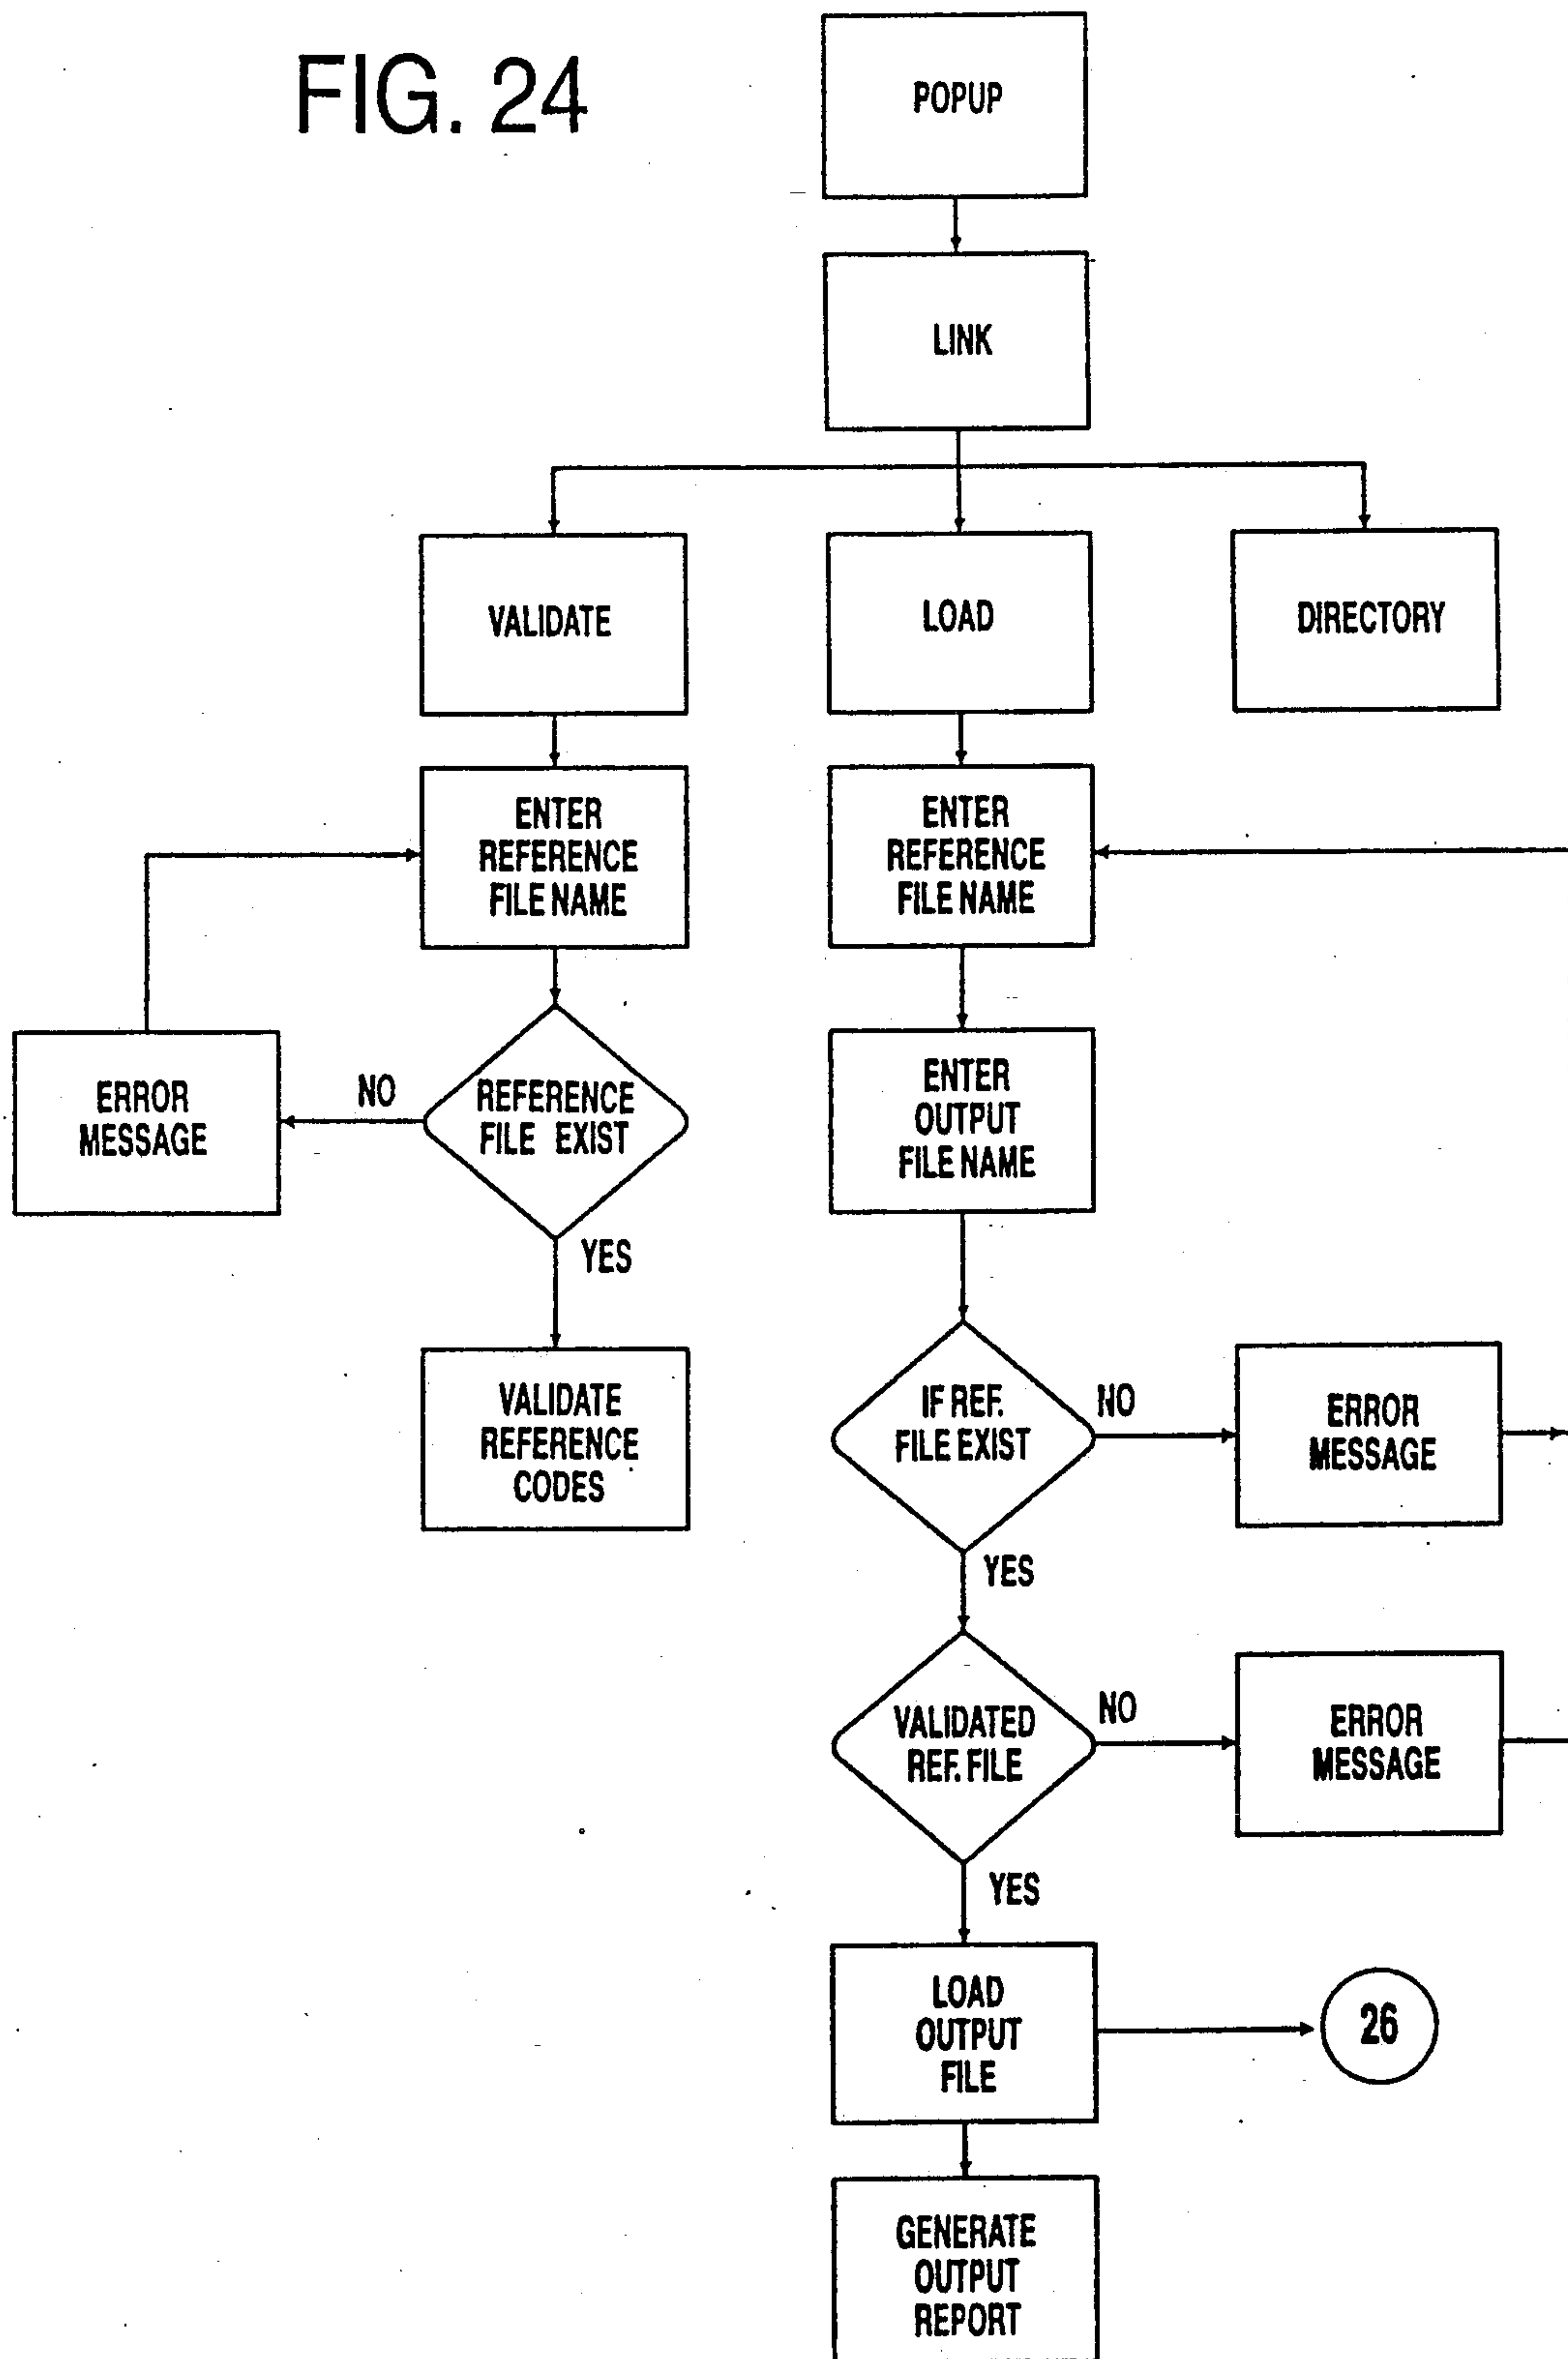 FIG. 24
POPUP
LINK
VALIDATE
LOAD
DIRECTORY
ENTER
REFERENCE
FILE NAME
ENTER
REFERENCE
FILE NAME
ERROR
MESSAGE
NO
REFERENCE
FILE EXIST
YES
VALIDATE
REFERENCE
CODES
ENTER
OUTPUT
FILE NAME
IF REF.
FILE EXIST
NO
ERROR
MESSAGE
YES
VALIDATED
REF. FILE
NO
ERROR
MESSAGE
YES
LOAD
OUTPUT
FILE
26
GENERATE
OUTPUT
REPORT